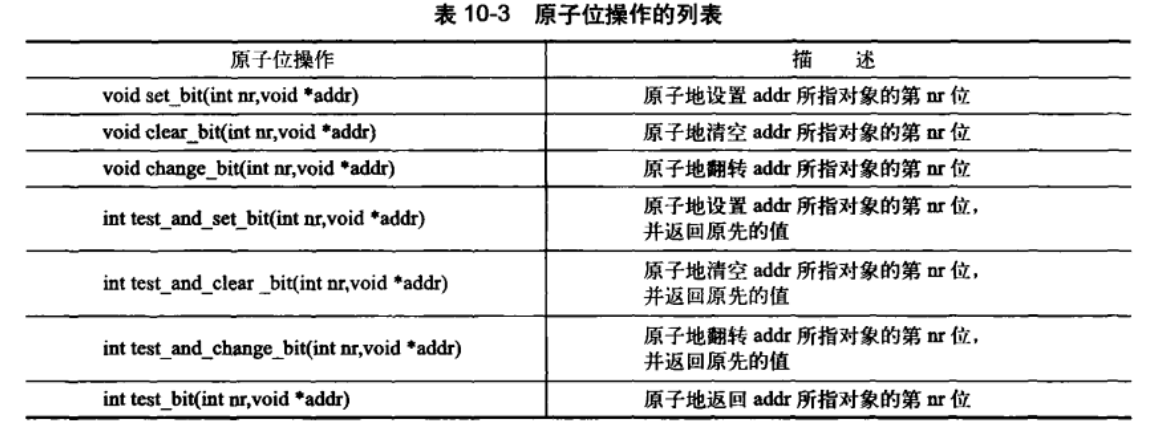 表 10-3 原子位操作的列表
原子位操作 描 述
void set_bit(int nr,void *addr) 原子地设置 addr 所指对象的第 nr 位
void clear_bit(int nr,void *addr) 原子地清空 addr 所指对象的第 nr 位
void change_bit(int nr,void *addr) 原子地翻转 addr 所指对象的第 nr 位
int test_and_set_bit(int nr,void *addr) 原子地设置 addr 所指对象的第 nr 位，
并返回原先的值
int test_and_clear _bit(int nr,void *addr) 原子地清空 addr 所指对象的第 nr 位，
并返回原先的值
int test_and_change_bit(int nr,void *addr) 原子地翻转 addr 所指对象的第 nr 位，
并返回原先的值
int test_bit(int nr,void *addr) 原子地返回 addr 所指对象的第 nr 位